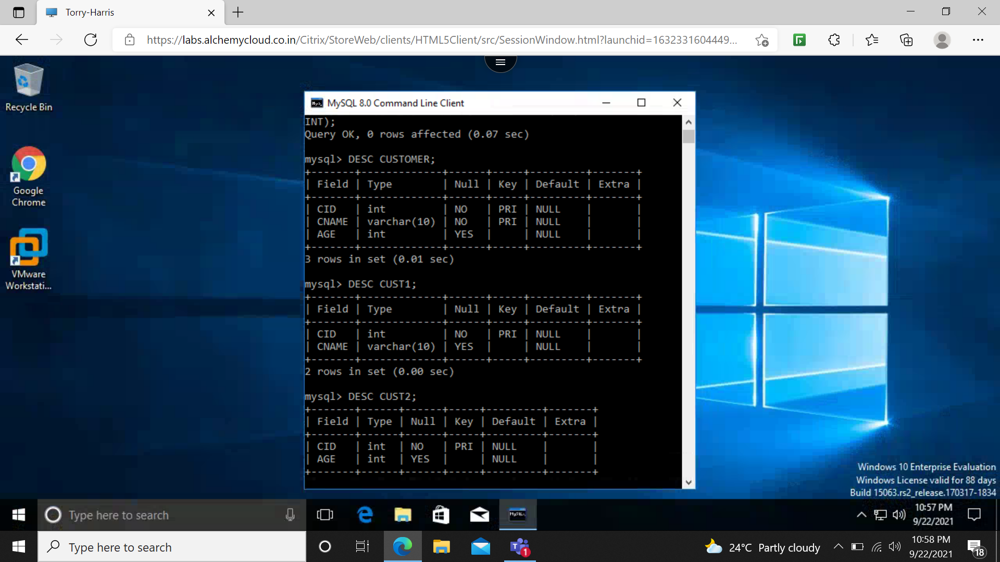 Torry-Harris
https://labs.alchemycloud.co.in/Citrix/StoreWeb/clients/HTML5Client/src/SessionWindow.html?launchid=1632331604449...
Recycle Bin
Google
Chrome
VMware
Workstati...
MySQL 8.0 Command Line Client
INT);
Query OK, 0 rows affected (0.07 sec)
mysql> DESC CUSTOMER;
+-------+-------------+------+-----+---------+-------+
| Field | Type        | Null | Key | Default | Extra |
+-------+-------------+------+-----+---------+-------+
| CID   | int         | NO   | PRI | NULL    |       |
| CNAME | varchar(10) | NO   | PRI | NULL    |       |
| AGE   | int         | YES  |     | NULL    |       |
+-------+-------------+------+-----+---------+-------+
3 rows in set (0.01 sec)
mysql> DESC CUST1;
+-------+-------------+------+-----+---------+-------+
| Field | Type        | Null | Key | Default | Extra |
+-------+-------------+------+-----+---------+-------+
| CID   | int         | NO   | PRI | NULL    |       |
| CNAME | varchar(10) | YES  |     | NULL    |       |
+-------+-------------+------+-----+---------+-------+
2 rows in set (0.00 sec)
mysql> DESC CUST2;
+-------+------+------+-----+---------+-------+
| Field | Type | Null | Key | Default | Extra |
+-------+------+------+-----+---------+-------+
| CID   | int  | NO   | PRI | NULL    |       |
| AGE   | int  | YES  |     | NULL    |       |
+-------+------+------+-----+---------+-------+
Windows 10 Enterprise Evaluation
Windows License valid for 88 days
Build 15063.rs2_release.170317-1834
Type here to search
10:57 PM
9/22/2021
Type here to search
1
24°C Partly cloudy
10:58 PM
9/22/2021
18